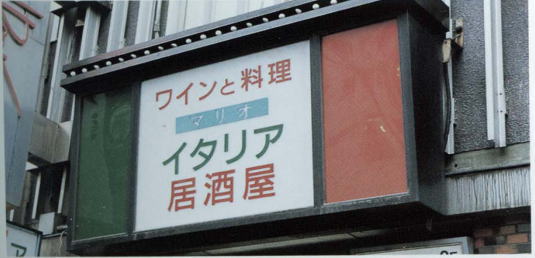 ワインと料理
マリオ
イタリア
居酒屋